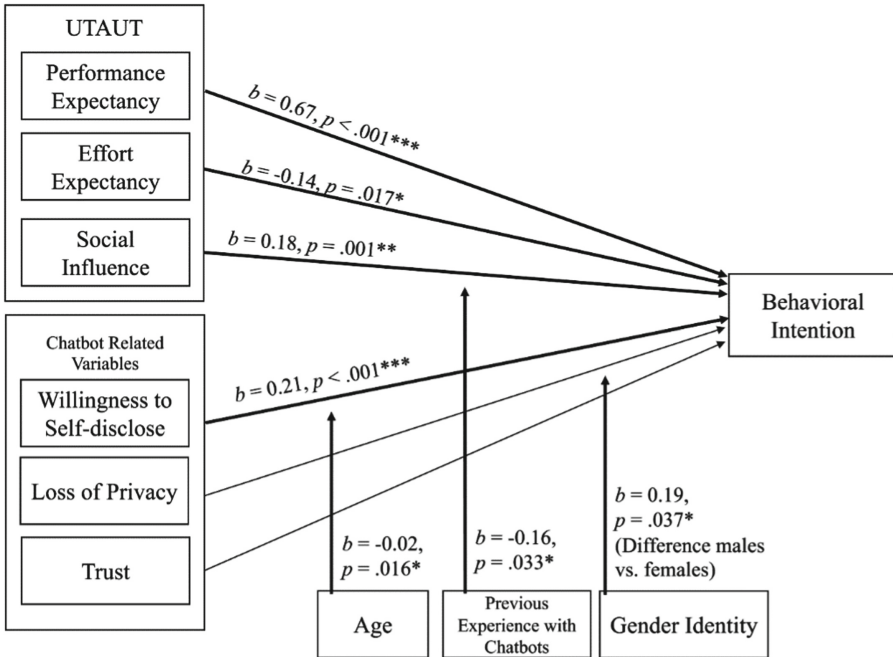 UTAUT
Performance
Expectancy
Effort
Expectancy
Social
Influence
b = 0.67, p < .001***
b = -0.14, p = .017*
b = 0.18, p = .001**
Behavioral
Intention
Chatbot Related
Variables
Willingness to
Self-disclose
Loss of Privacy
Trust
b = 0.21, p < .001***
b = -0.02,
p = .016*
b = -0.16,
p = .033*
b = 0.19,
p = .037*
(Difference males
vs. females)
Age
Previous
Experience with
Chatbots
Gender Identity